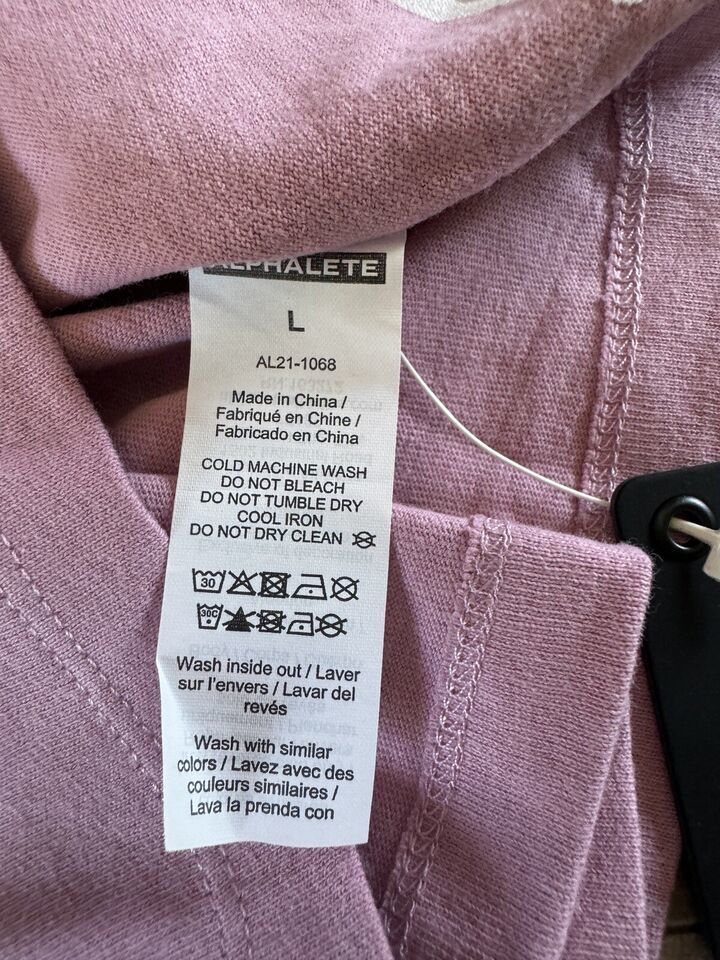 ALPHALETE
L
AL21-1068
Made in China /
Fabriqué en Chine /
Fabricado en China
COLD MACHINE WASH
DO NOT BLEACH
DO NOT TUMBLE DRY
COOL IRON
DO NOT DRY CLEAN
30
30C
Wash inside out / Laver
sur l'envers / Lavar del
revés
Wash with similar
colors / Lavez avec des
couleurs similaires /
Lava la prenda con